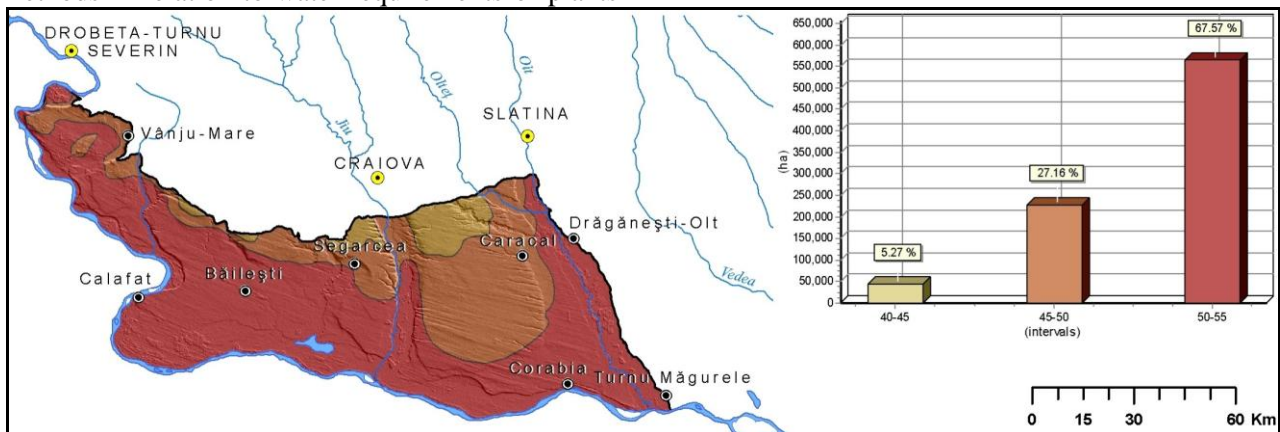 DROBETA-TURNU
SEVERIN
Vânju-Mare
Jiu
Olteţ
Olt
SLATINA
CRAIOVA
Drăgăneşti-Olt
Segarcea
Caracal
Calafat
Băileşti
Vedea
Corabia
Turnu Măgurele
650,000
600,000
550,000
500,000
450,000
400,000
350,000
300,000
250,000
200,000
150,000
100,000
50,000
0
(ha)
5.27 %
27.16 %
67.57 %
40-45
45-50
50-55
(intervals)
0 15 30 60 Km